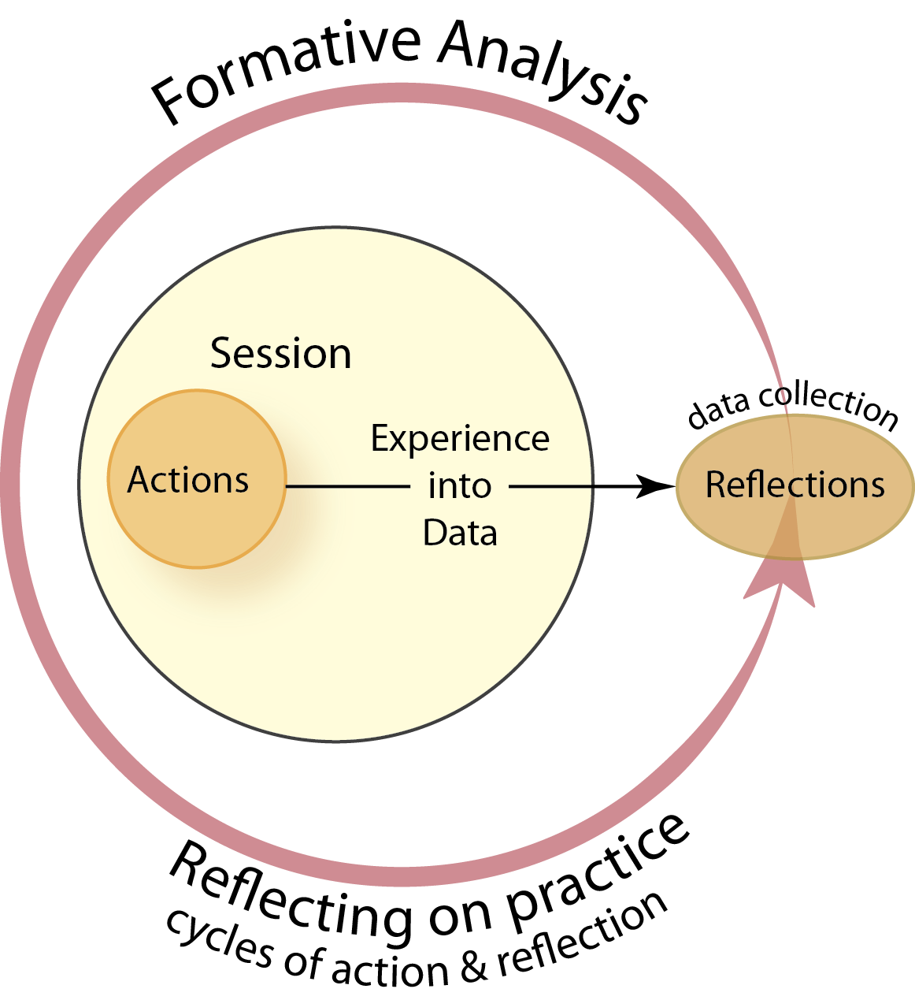 Formative Analysis
Session
data collection
Experience
into
Data
Actions
Reflections
Reflecting on practice
cycles of action & reflection